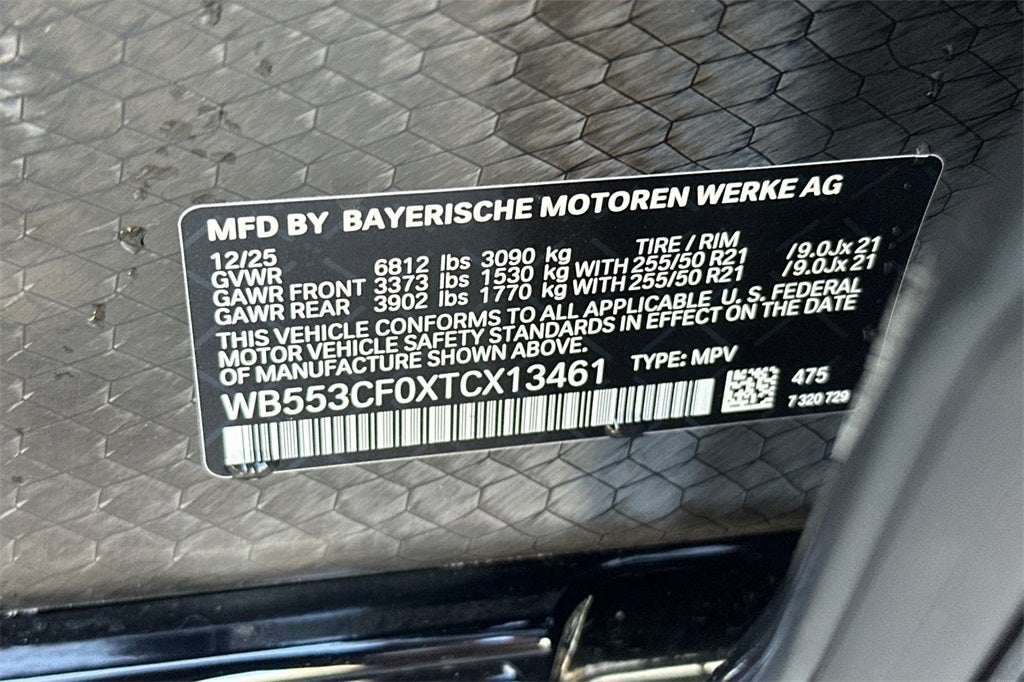 MFD BY BAYERISCHE MOTOREN WERKE AG
12/25 TIRE / RIM
GVWR 6812 lbs 3090 kg
GAWR FRONT 3373 lbs 1530 kg WITH 255/50 R21 /9.0Jx 21
GAWR REAR 3902 lbs 1770 kg WITH 255/50 R21 /9.0Jx 21
THIS VEHICLE CONFORMS TO ALL APPLICABLE U. S. FEDERAL
MOTOR VEHICLE SAFETY STANDARDS IN EFFECT ON THE DATE
OF MANUFACTURE SHOWN ABOVE.
WB553CF0XTCX13461 TYPE: MPV
475
7 320 729